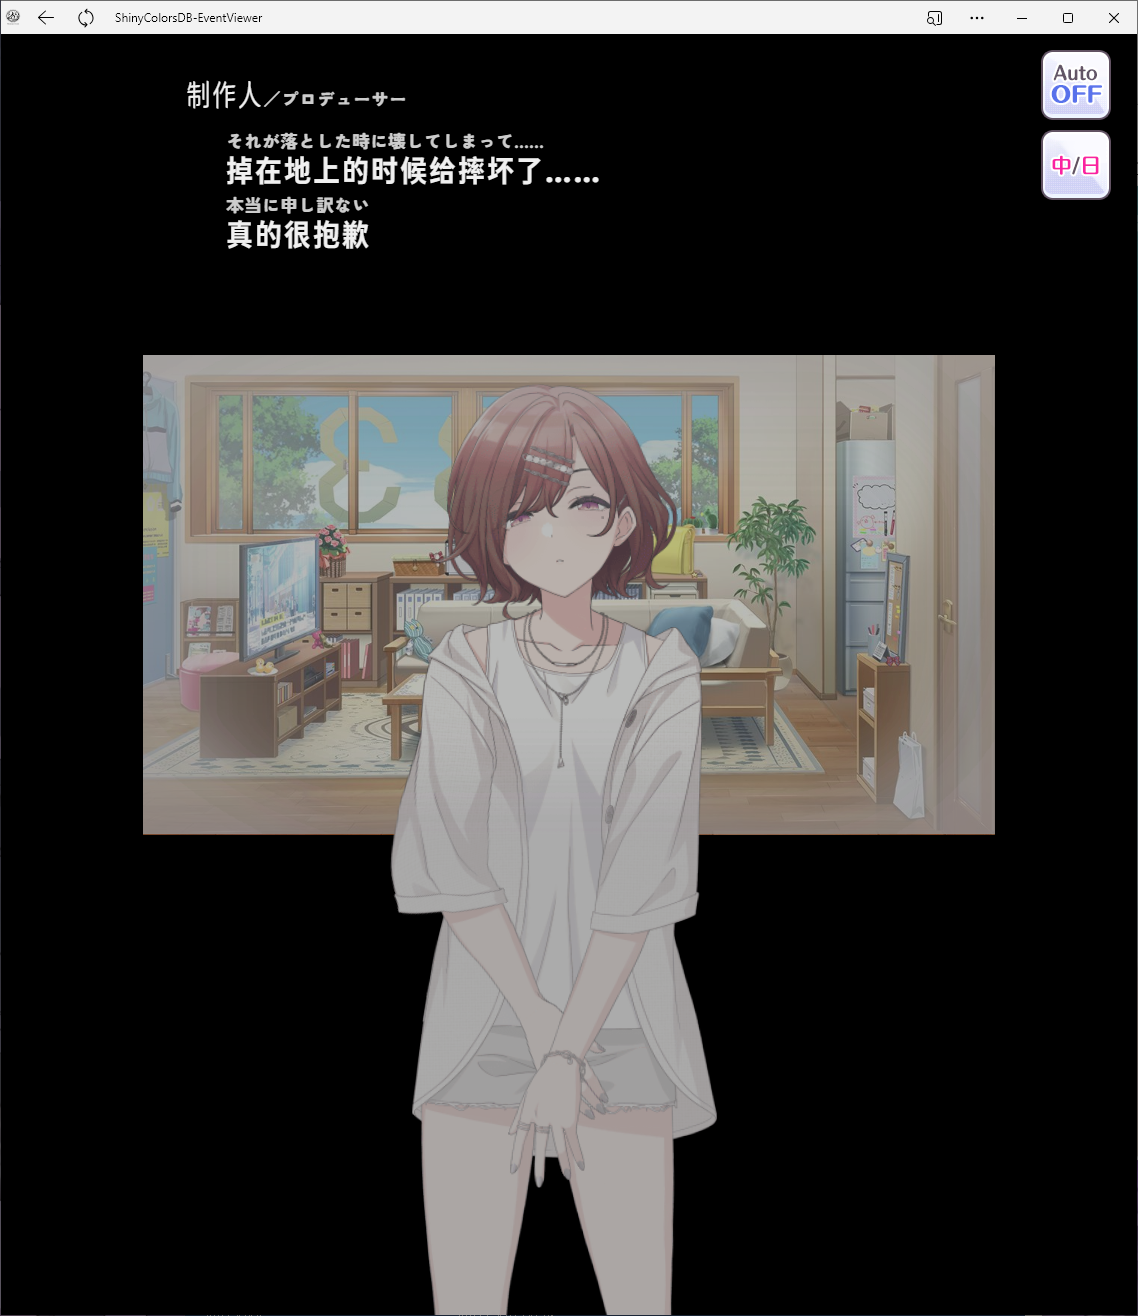 ShinyColorsDB-EventViewer
Auto
OFF
中/日
制作人／プロデューサー
それが落とした時に壊してしまって……
掉在地上的时候给摔坏了……
本当に申し訳ない
真的很抱歉